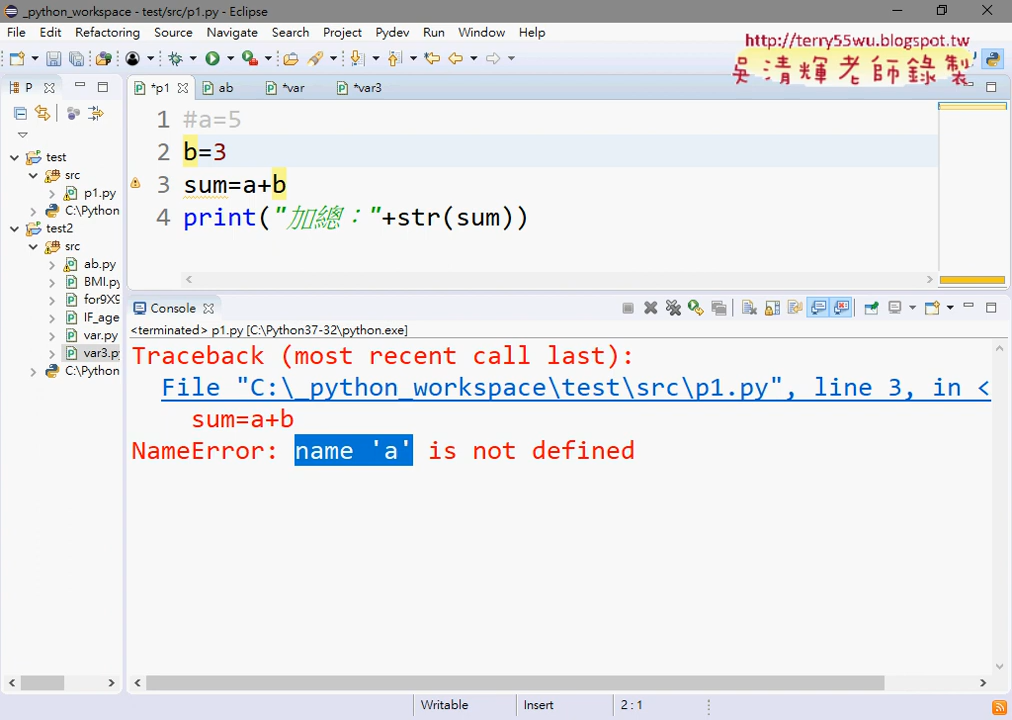 _python_workspace - test/src/p1.py - Eclipse
File Edit Refactoring Source Navigate Search Project Pydev Run Window Help
http://terry55wu.blogspot.tw
吳清輝老師錄製
P
*p1 ab *var *var3
1 #a=5
2 b=3
3 sum=a+b
4 print("加總："+str(sum))
test
src
p1.py
C:\Python
test2
src
ab.py
BMI.py
for9X9
IF_age
var.py
var3.py
C:\Python
Console
<terminated> p1.py [C:\Python37-32\python.exe]
Traceback (most recent call last):
File "C:\_python_workspace\test\src\p1.py", line 3, in <
sum=a+b
NameError: name 'a' is not defined
Writable Insert 2 : 1